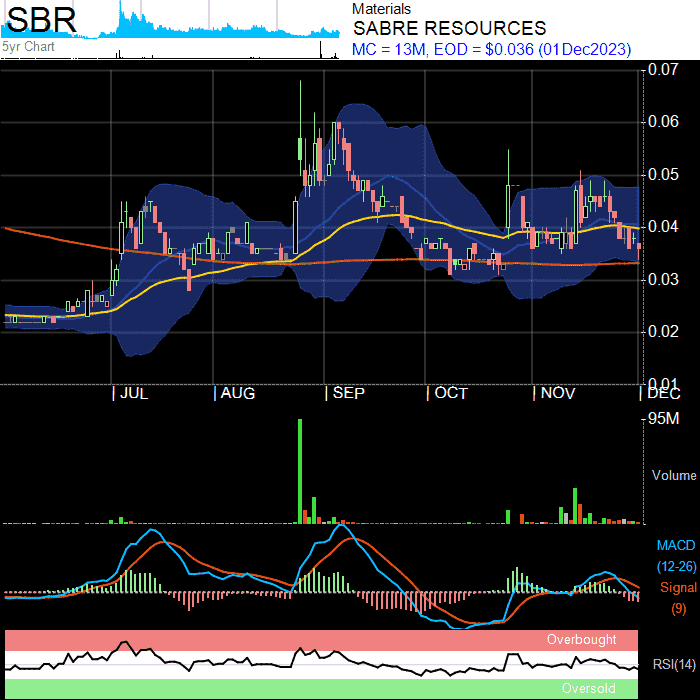 SBR
5yr Chart
Materials
SABRE RESOURCES
MC = 13M, EOD = $0.036 (01Dec2023)
0.07
0.06
0.05
0.04
0.03
0.02
0.01
JUL AUG SEP OCT NOV DEC
95M
Volume
MACD
(12-26)
Signal
(9)
Overbought
RSI(14)
Oversold